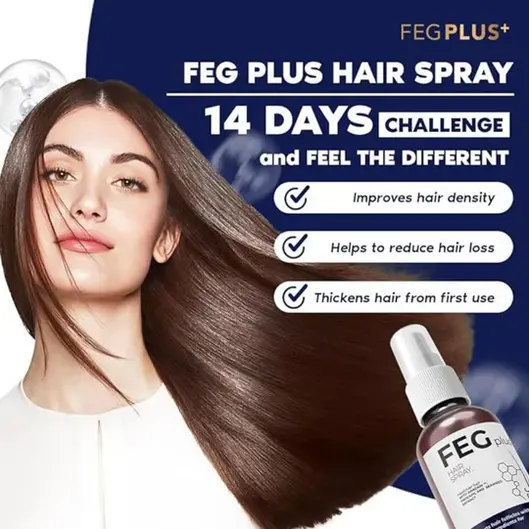 FEGPLUS+
FEG PLUS HAIR SPRAY
14 DAYS CHALLENGE
and FEEL THE DIFFERENT
Improves hair density
Helps to reduce hair loss
Thickens hair from first use
FEG plus
HAIR
SPRAY